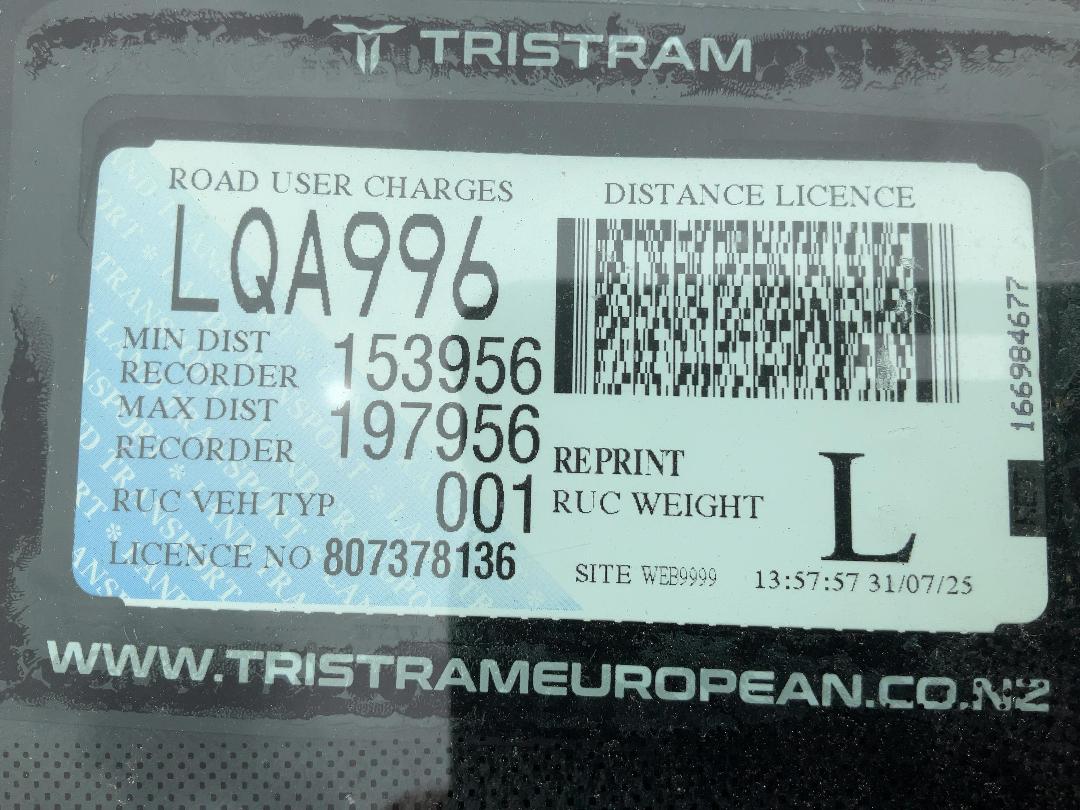 TRISTRAM
ROAD USER CHARGES
DISTANCE LICENCE
LQA996
MIN DIST
RECORDER 153956
MAX DIST
RECORDER 197956
RUC VEH TYP 001
LICENCE NO 807378136
REPRINT
RUC WEIGHT L
SITE WEB9999 13:57:57 31/07/25
166984677
WWW.TRISTRAMEUROPEAN.CO.NZ